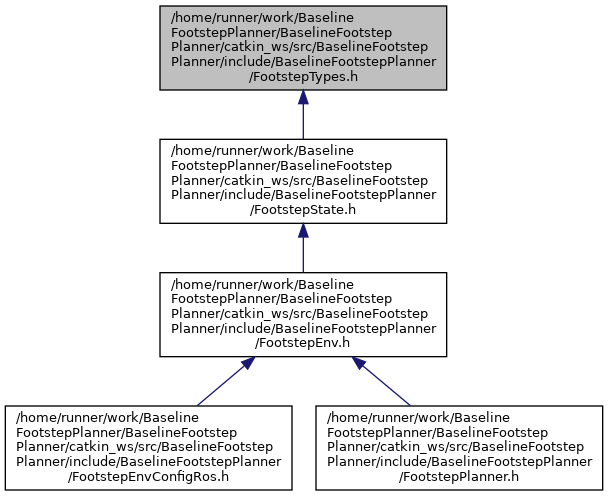 /home/runner/work/Baseline
FootstepPlanner/BaselineFootstep
Planner/catkin_ws/src/BaselineFootstep
Planner/include/BaselineFootstepPlanner
/FootstepTypes.h
/home/runner/work/Baseline
FootstepPlanner/BaselineFootstep
Planner/catkin_ws/src/BaselineFootstep
Planner/include/BaselineFootstepPlanner
/FootstepState.h
/home/runner/work/Baseline
FootstepPlanner/BaselineFootstep
Planner/catkin_ws/src/BaselineFootstep
Planner/include/BaselineFootstepPlanner
/FootstepEnv.h
/home/runner/work/Baseline
FootstepPlanner/BaselineFootstep
Planner/catkin_ws/src/BaselineFootstep
Planner/include/BaselineFootstepPlanner
/FootstepEnvConfigRos.h
/home/runner/work/Baseline
FootstepPlanner/BaselineFootstep
Planner/catkin_ws/src/BaselineFootstep
Planner/include/BaselineFootstepPlanner
/FootstepPlanner.h